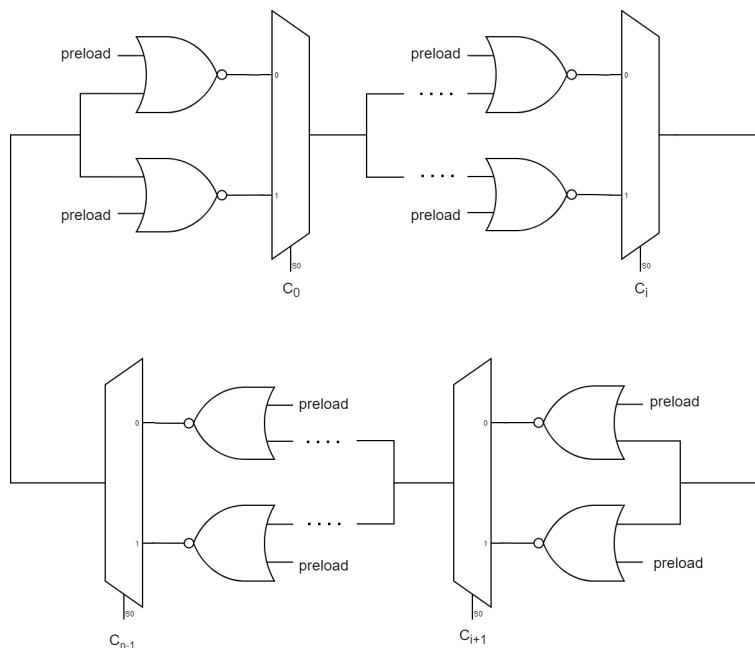 preload
0
preload
0
. . . .
. . . .
1
preload
1
preload
S0
S0
C0
Ci
preload
preload
0
0
. . . .
. . . .
1
1
preload
preload
S0
S0
Cn-1
Ci+1